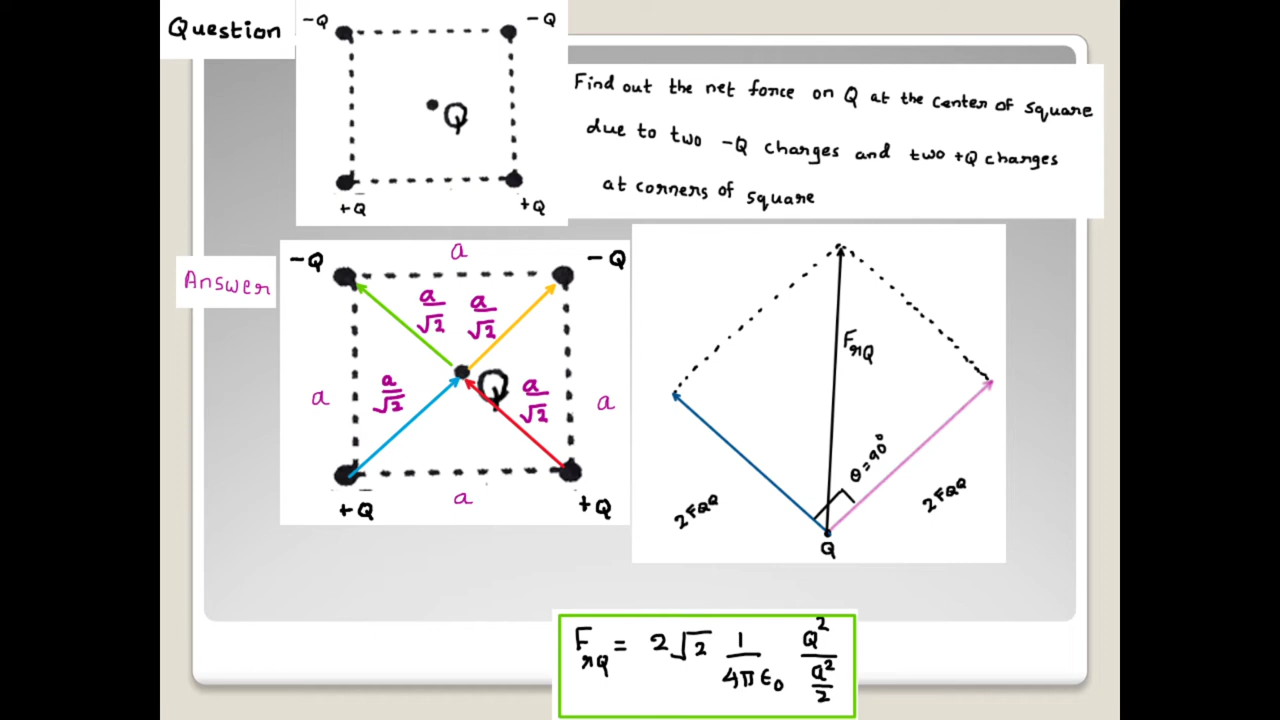 Question
-Q -Q
Q
+Q +Q
Find out the net force on Q at the center of square
due to two -Q charges and two +Q charges
at corners of square
Answer
a
-Q -Q
a/√2 a/√2
a a/√2 Q a/√2 a
a
+Q +Q
F_rQ
θ = 90°
2F_QQ 2F_QQ
Q
F_rQ = 2√2 1/(4πε₀) Q²/(a²/2)